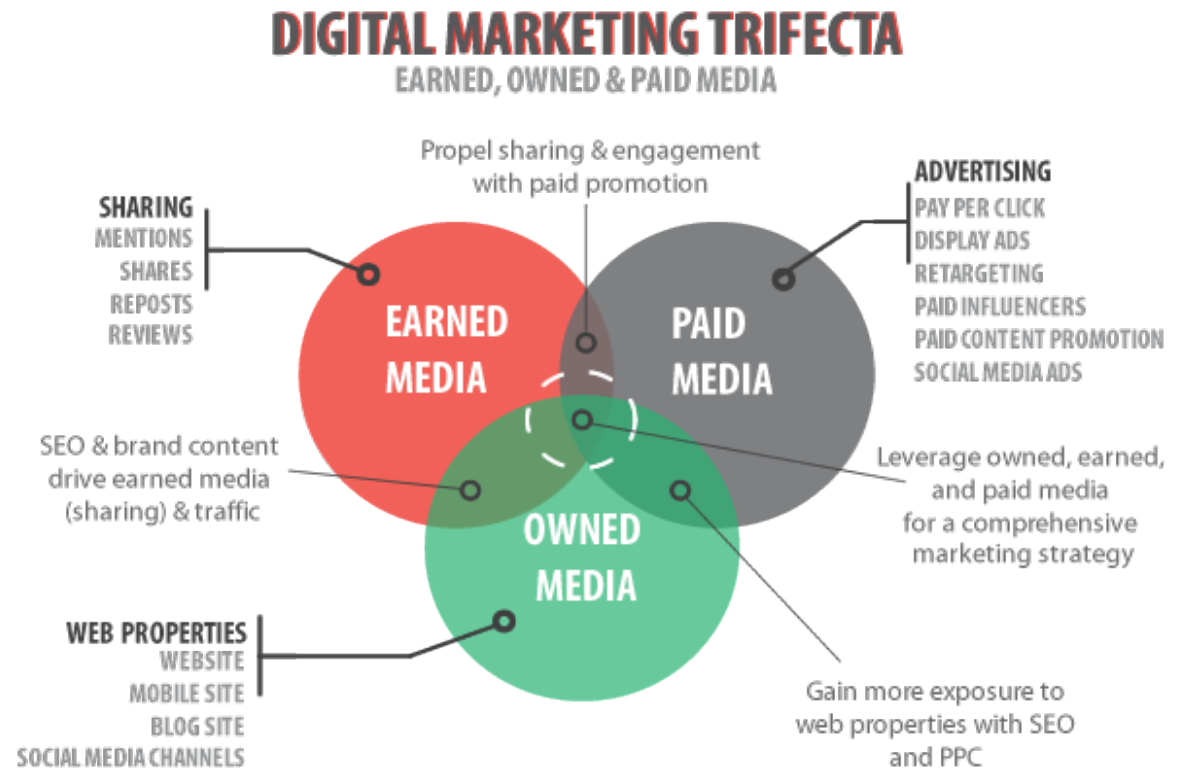 DIGITAL MARKETING TRIFECTA
EARNED, OWNED & PAID MEDIA
Propel sharing & engagement
with paid promotion
SHARING
MENTIONS
SHARES
REPOSTS
REVIEWS
ADVERTISING
PAY PER CLICK
DISPLAY ADS
RETARGETING
PAID INFLUENCERS
PAID CONTENT PROMOTION
SOCIAL MEDIA ADS
EARNED
MEDIA
PAID
MEDIA
SEO & brand content
drive earned media
(sharing) & traffic
Leverage owned, earned,
and paid media
for a comprehensive
marketing strategy
OWNED
MEDIA
WEB PROPERTIES
WEBSITE
MOBILE SITE
BLOG SITE
SOCIAL MEDIA CHANNELS
Gain more exposure to
web properties with SEO
and PPC